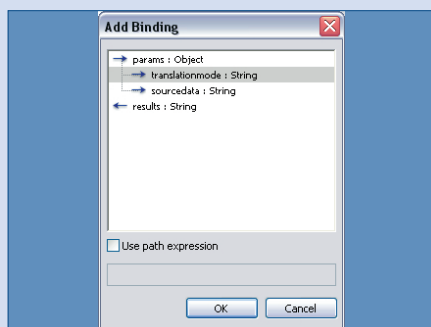 Add Binding
params : Object
translationmode : String
sourcedata : String
results : String
Use path expression
OK
Cancel